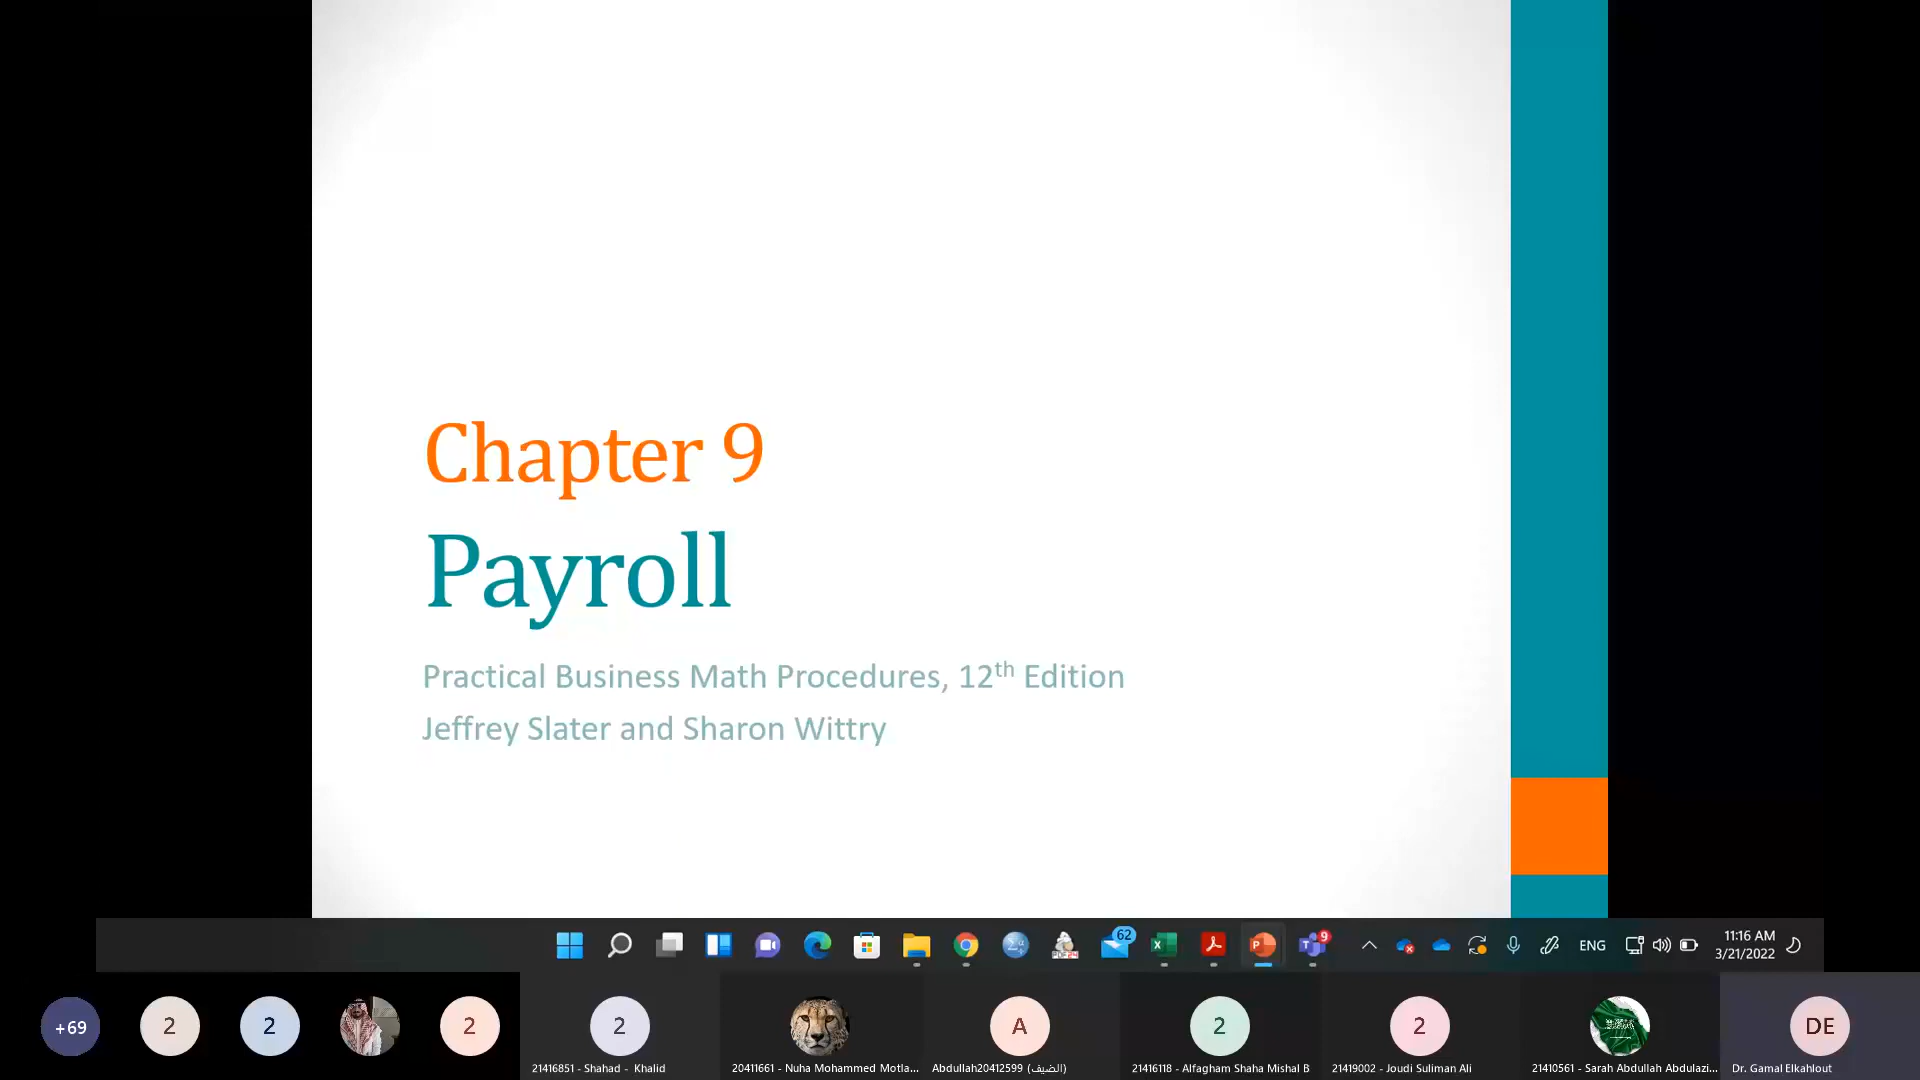 Chapter 9
Payroll
Practical Business Math Procedures, 12th Edition
Jeffrey Slater and Sharon Wittry
62
9
ENG
11:16 AM
3/21/2022
+69
2
2
2
2
A
2
2
DE
21416851 - Shahad - Khalid
20411661 - Nuha Mohammed Motla...
Abdullah20412599 (الضيف)
21416118 - Alfagham Shaha Mishal B
21419002 - Joudi Suliman Ali
21410561 - Sarah Abdullah Abdulazi...
Dr. Gamal Elkahlout